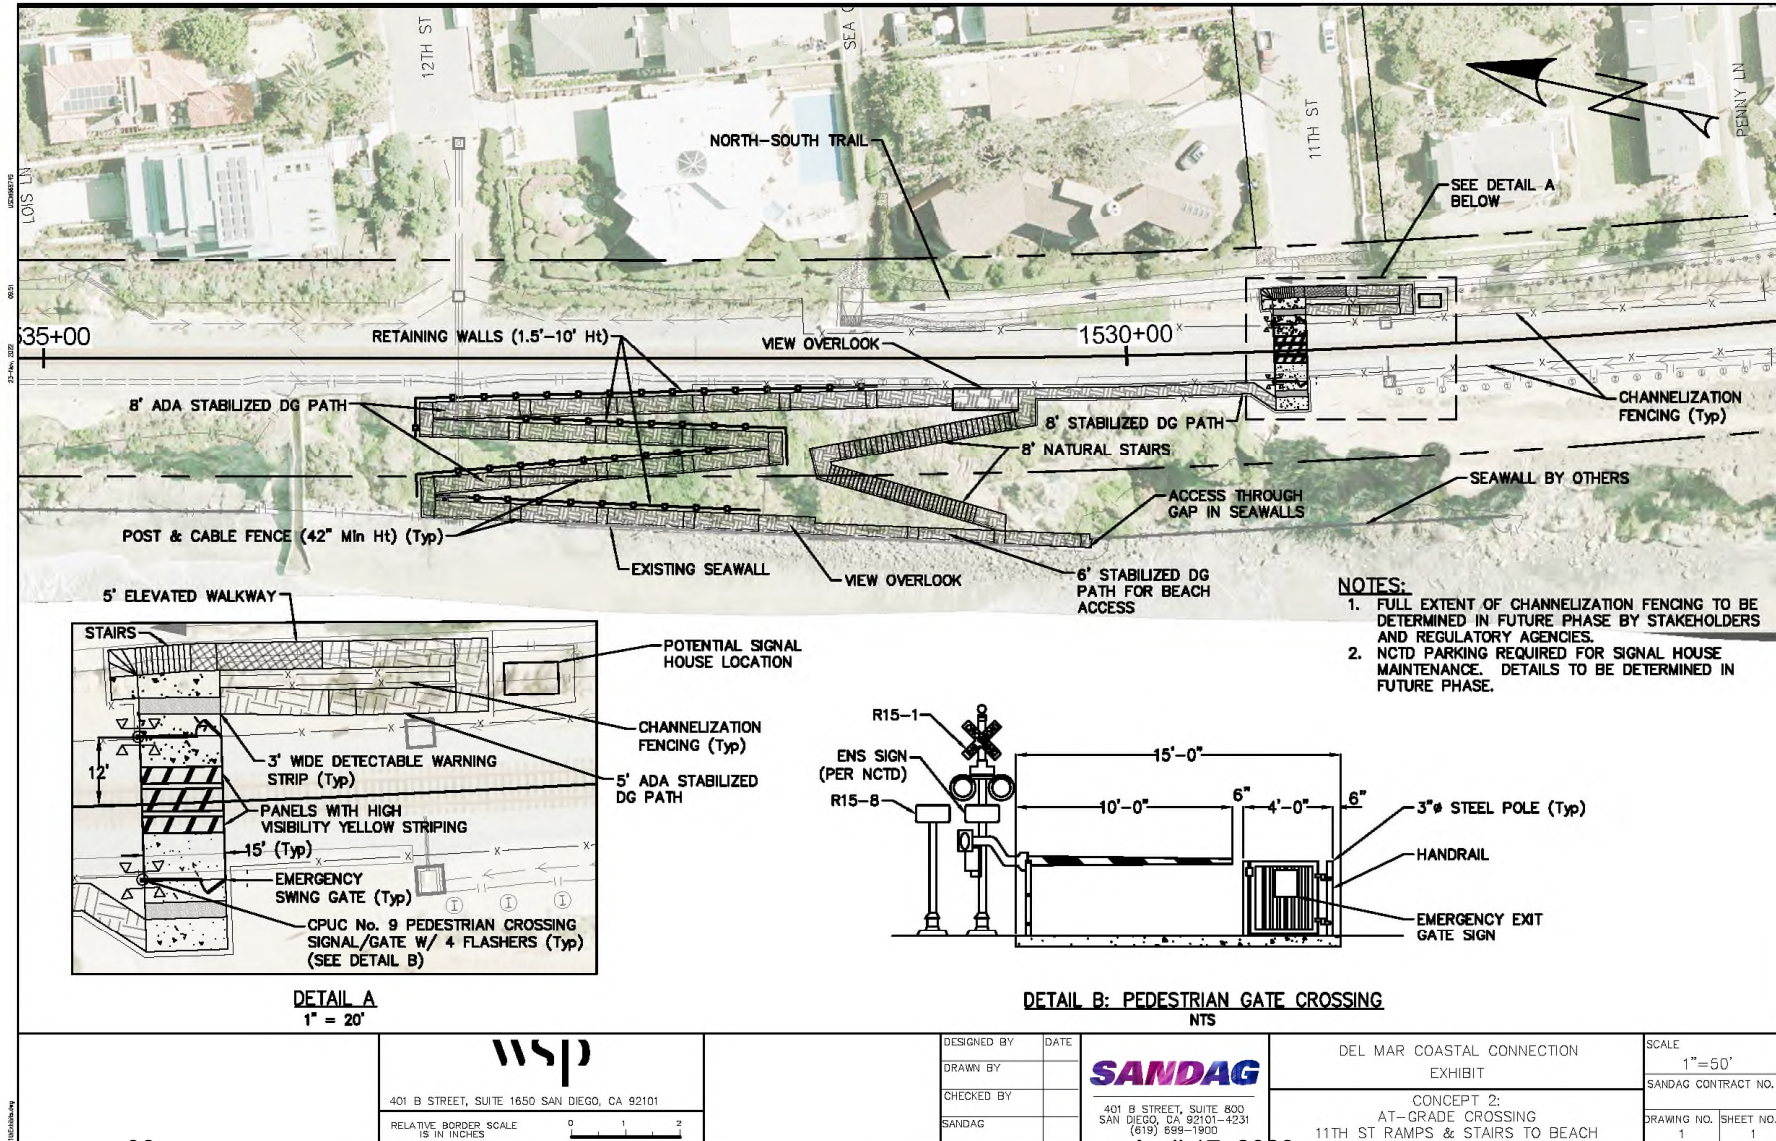 12TH ST
SEA
11TH ST
PENNY LN
LOIS LN
N
NORTH-SOUTH TRAIL
SEE DETAIL A
BELOW
535+00
1530+00
RETAINING WALLS (1.5'-10' Ht)
VIEW OVERLOOK
8' ADA STABILIZED DG PATH
8' STABILIZED DG PATH
8' NATURAL STAIRS
CHANNELIZATION
FENCING (Typ)
SEAWALL BY OTHERS
ACCESS THROUGH
GAP IN SEAWALLS
POST & CABLE FENCE (42" Min Ht) (Typ)
EXISTING SEAWALL
VIEW OVERLOOK
6' STABILIZED DG
PATH FOR BEACH
ACCESS
NOTES:
1. FULL EXTENT OF CHANNELIZATION FENCING TO BE
DETERMINED IN FUTURE PHASE BY STAKEHOLDERS
AND REGULATORY AGENCIES.
2. NCTD PARKING REQUIRED FOR SIGNAL HOUSE
MAINTENANCE. DETAILS TO BE DETERMINED IN
FUTURE PHASE.
5' ELEVATED WALKWAY
STAIRS
POTENTIAL SIGNAL
HOUSE LOCATION
CHANNELIZATION
FENCING (Typ)
3' WIDE DETECTABLE WARNING
STRIP (Typ)
5' ADA STABILIZED
DG PATH
12'
PANELS WITH HIGH
VISIBILITY YELLOW STRIPING
15' (Typ)
EMERGENCY
SWING GATE (Typ)
CPUC No. 9 PEDESTRIAN CROSSING
SIGNAL/GATE W/ 4 FLASHERS (Typ)
(SEE DETAIL B)
DETAIL A
1" = 20'
R15-1
ENS SIGN
(PER NCTD)
R15-8
15'-0"
10'-0"
6"
4'-0"
6"
3"ø STEEL POLE (Typ)
HANDRAIL
EMERGENCY EXIT
GATE SIGN
DETAIL B: PEDESTRIAN GATE CROSSING
NTS
wsp
401 B STREET, SUITE 1650 SAN DIEGO, CA 92101
RELATIVE BORDER SCALE
IS IN INCHES
0 1 2
DESIGNED BY
DATE
DRAWN BY
CHECKED BY
SANDAG
SANDAG
401 B STREET, SUITE 800
SAN DIEGO, CA 92101-4231
(619) 699-1900
DEL MAR COASTAL CONNECTION
EXHIBIT
CONCEPT 2:
AT-GRADE CROSSING
11TH ST RAMPS & STAIRS TO BEACH
SCALE
1"=50'
SANDAG CONTRACT NO.
DRAWING NO.
SHEET NO.
1
1